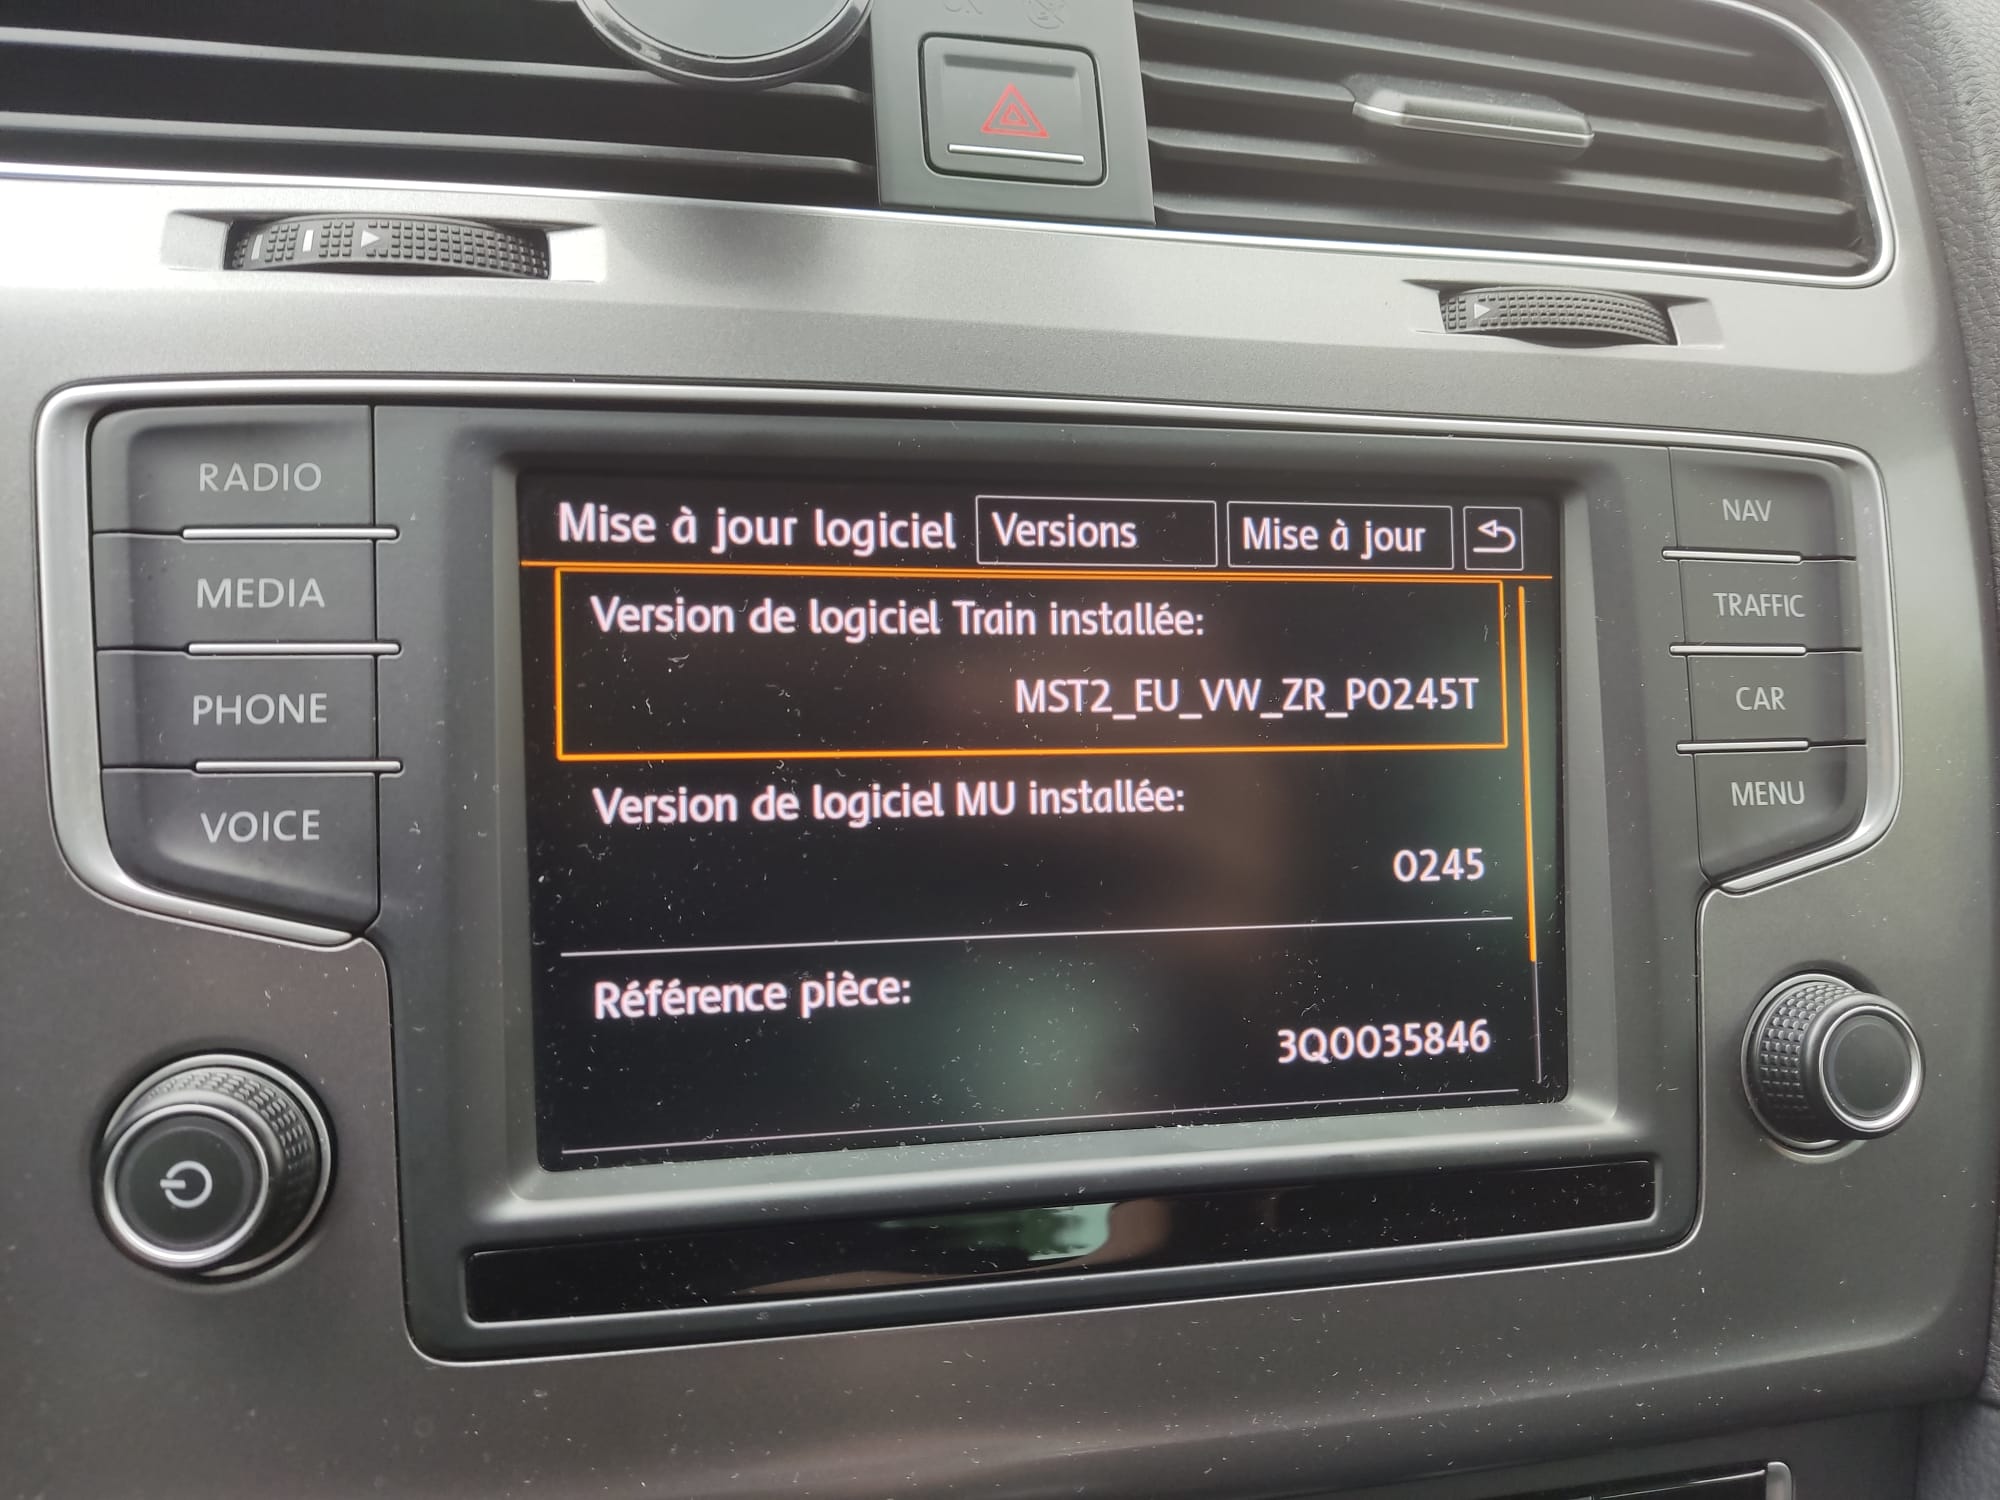 RADIO
MEDIA
PHONE
VOICE
Mise à jour logiciel Versions Mise à jour
Version de logiciel Train installée:
MST2_EU_VW_ZR_P0245T
Version de logiciel MU installée:
0245
Référence pièce:
3Q0035846
NAV
TRAFFIC
CAR
MENU